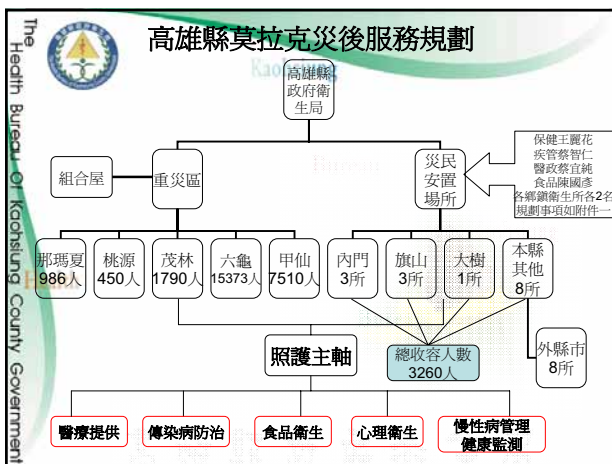 The Health Bureau Of Kaohsiung County Government
高雄縣莫拉克災後服務規劃
Kaohsiung
高雄縣
政府衛
生局
組合屋
重災區
災民
安置
場所
保健王麗花
疾管蔡智仁
醫政蔡宜純
食品陳國彥
各鄉鎮衛生所各2名
規劃事項如附件一
那瑪夏
986人
桃源
450人
茂林
1790人
六龜
15373人
甲仙
7510人
內門
3所
旗山
3所
大樹
1所
本縣
其他
8所
照護主軸
總收容人數
3260人
外縣市
8所
醫療提供
傳染病防治
食品衛生
心理衛生
慢性病管理
健康監測